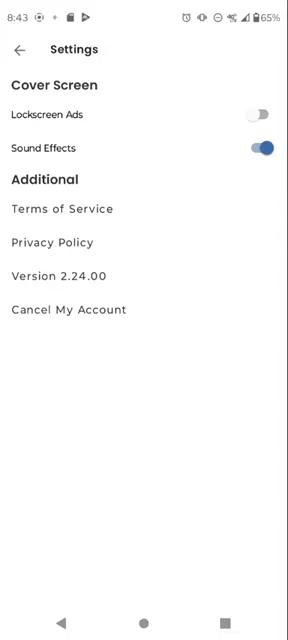 8:43
65%
Settings
Cover Screen
Lockscreen Ads
Sound Effects
Additional
Terms of Service
Privacy Policy
Version 2.24.00
Cancel My Account